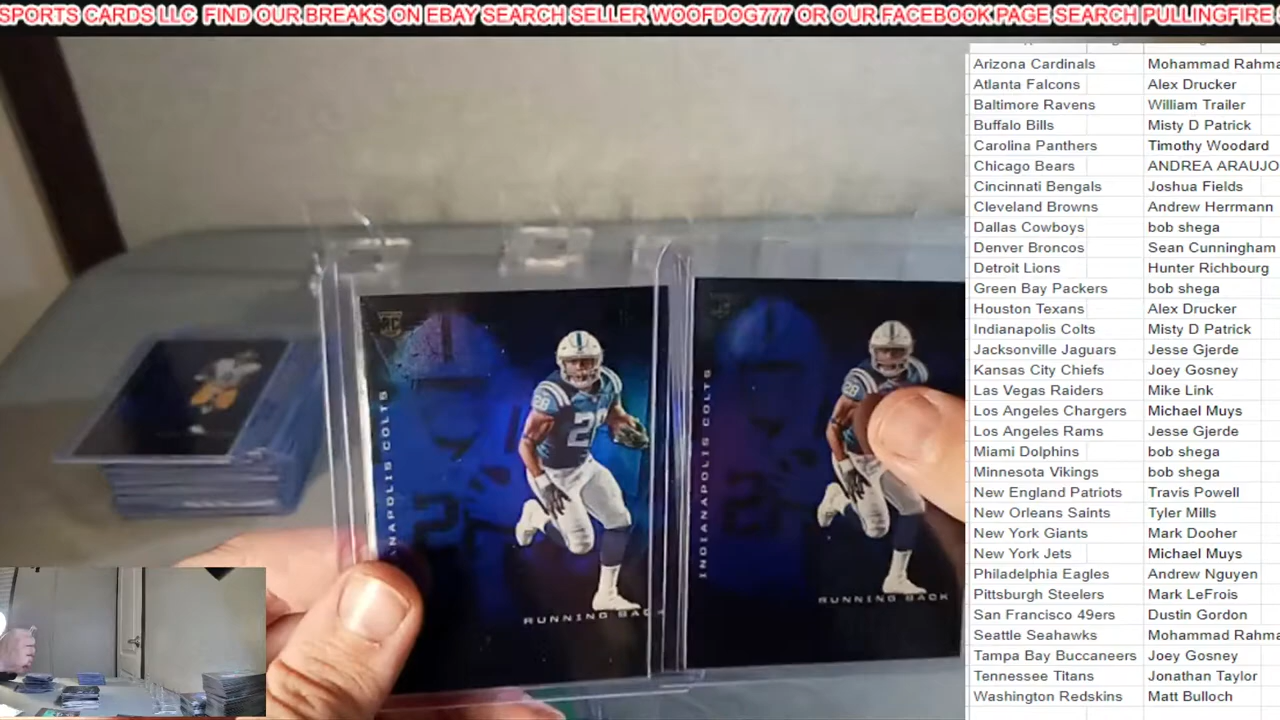 SPORTS CARDS LLC FIND OUR BREAKS ON EBAY SEARCH SELLER WOOFDOG777 OR OUR FACEBOOK PAGE SEARCH PULLINGFIRE
Arizona Cardinals Mohammad Rahma
Atlanta Falcons Alex Drucker
Baltimore Ravens William Trailer
Buffalo Bills Misty D Patrick
Carolina Panthers Timothy Woodard
Chicago Bears ANDREA ARAUJO
Cincinnati Bengals Joshua Fields
Cleveland Browns Andrew Herrmann
Dallas Cowboys bob shega
Denver Broncos Sean Cunningham
Detroit Lions Hunter Richbourg
Green Bay Packers bob shega
Houston Texans Alex Drucker
Indianapolis Colts Misty D Patrick
Jacksonville Jaguars Jesse Gjerde
Kansas City Chiefs Joey Gosney
Las Vegas Raiders Mike Link
Los Angeles Chargers Michael Muys
Los Angeles Rams Jesse Gjerde
Miami Dolphins bob shega
Minnesota Vikings bob shega
New England Patriots Travis Powell
New Orleans Saints Tyler Mills
New York Giants Mark Dooher
New York Jets Michael Muys
Philadelphia Eagles Andrew Nguyen
Pittsburgh Steelers Mark LeFrois
San Francisco 49ers Dustin Gordon
Seattle Seahawks Mohammad Rahma
Tampa Bay Buccaneers Joey Gosney
Tennessee Titans Jonathan Taylor
Washington Redskins Matt Bulloch
RC
ANAPOLIS COLTS
28
28
RUNNING BACK
INDIANAPOLIS COLTS
28
RUNNING BACK